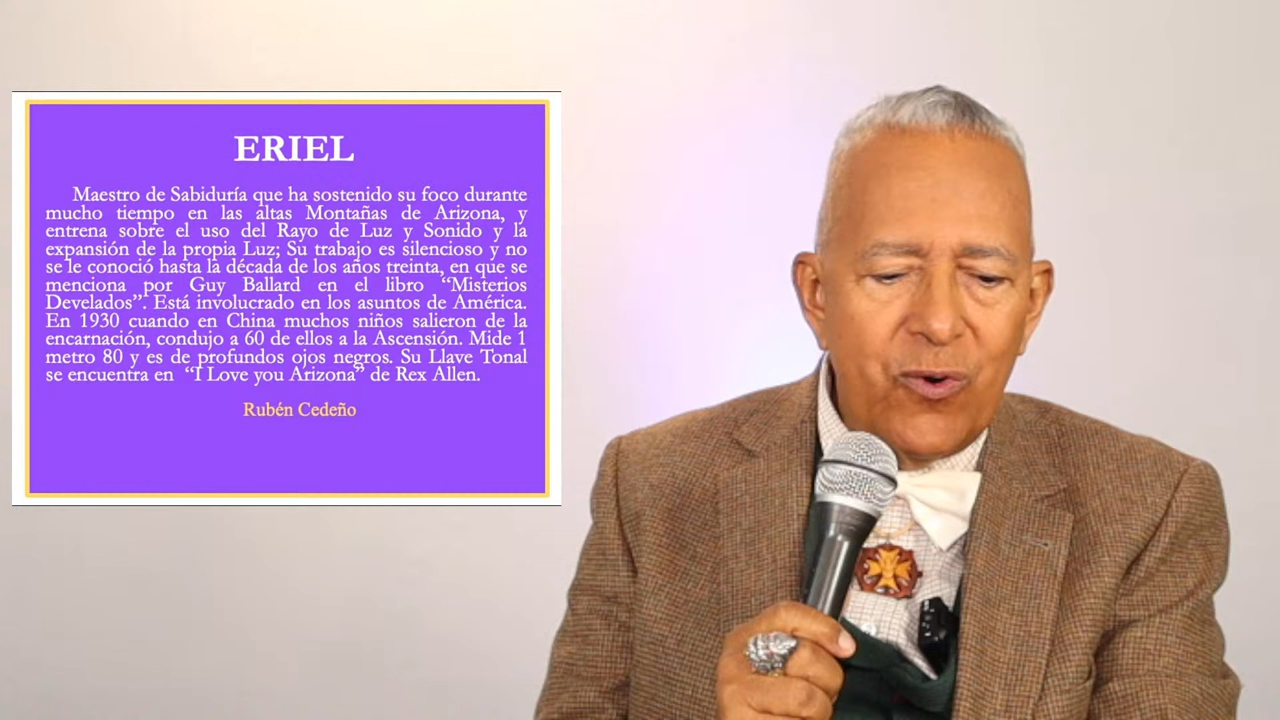 ERIEL
Maestro de Sabiduría que ha sostenido su foco durante
mucho tiempo en las altas Montañas de Arizona, y
entrena sobre el uso del Rayo de Luz y Sonido y la
expansión de la propia Luz; Su trabajo es silencioso y no
se le conoció hasta la década de los años treinta, en que se
menciona por Guy Ballard en el libro “Misterios
Develados”. Está involucrado en los asuntos de América.
En 1930 cuando en China muchos niños salieron de la
encarnación, condujo a 60 de ellos a la Ascensión. Mide 1
metro 80 y es de profundos ojos negros. Su Llave Tonal
se encuentra en “I Love you Arizona” de Rex Allen.
Rubén Cedeño